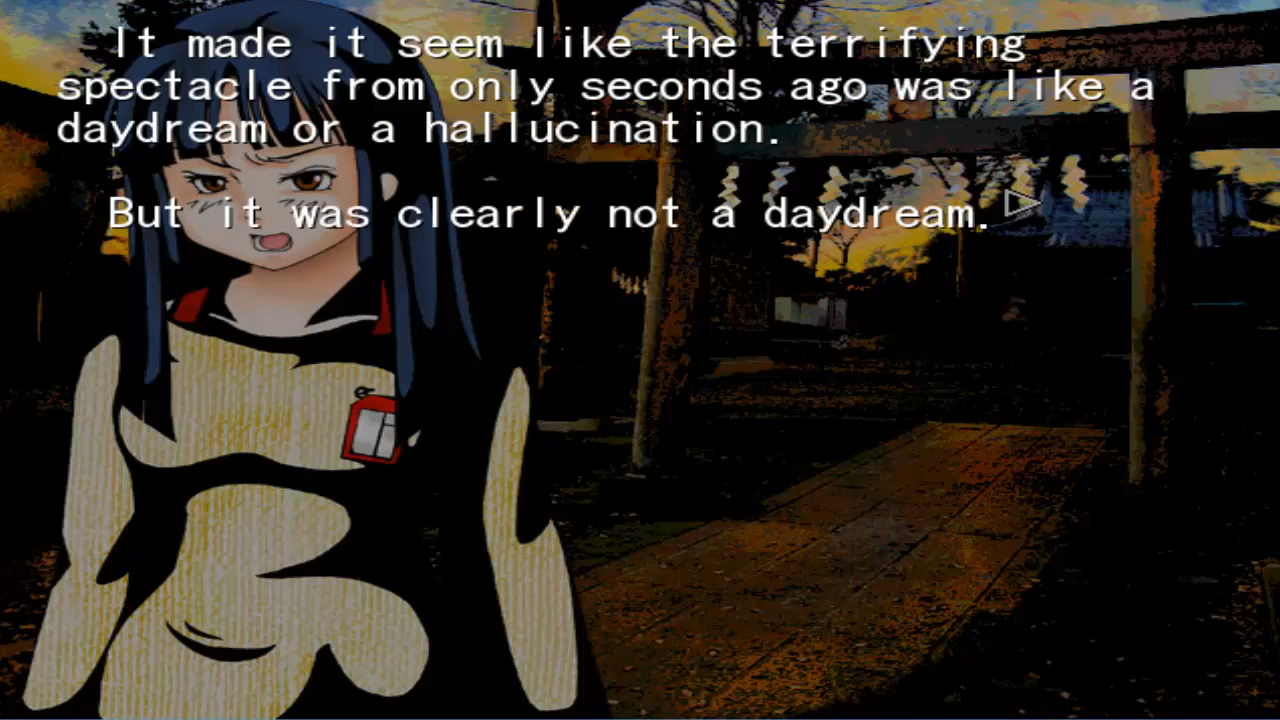 It made it seem like the terrifying
spectacle from only seconds ago was like a
daydream or a hallucination.
But it was clearly not a daydream.